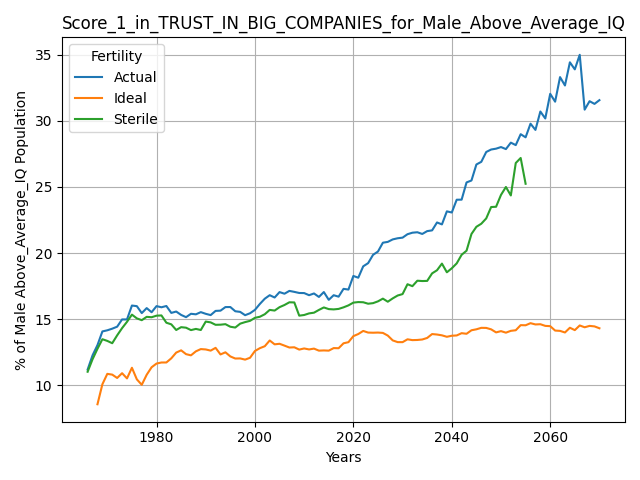 Score_1_in_TRUST_IN_BIG_COMPANIES_for_Male_Above_Average_IQ
% of Male Above_Average_IQ Population
35
30
25
20
15
10
Fertility
Actual
Ideal
Sterile
1980
2000
2020
2040
2060
Years